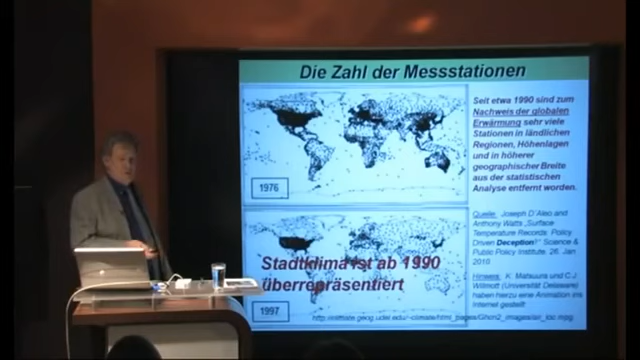 Die Zahl der Messstationen
Seit etwa 1990 sind zum
Nachweis der globalen
Erwärmung sehr viele
Stationen in ländlichen
Regionen, Höhenlagen
und in höherer
geographischer Breite
aus der statistischen
Analyse entfernt worden.
1976
Quelle: Joseph D´Aleo and
Anthony Watts „Surface
Temperature Records: Policy
Driven Deception?" Science &
Public Policy Institute, 26. Jan
2010
Stadtklima ist ab 1990
überrepräsentiert
Hinweis: K. Matsuura und C.J.
Willmott (Universität Delaware)
haben hierzu eine Animation ins
Internet gestellt
1997